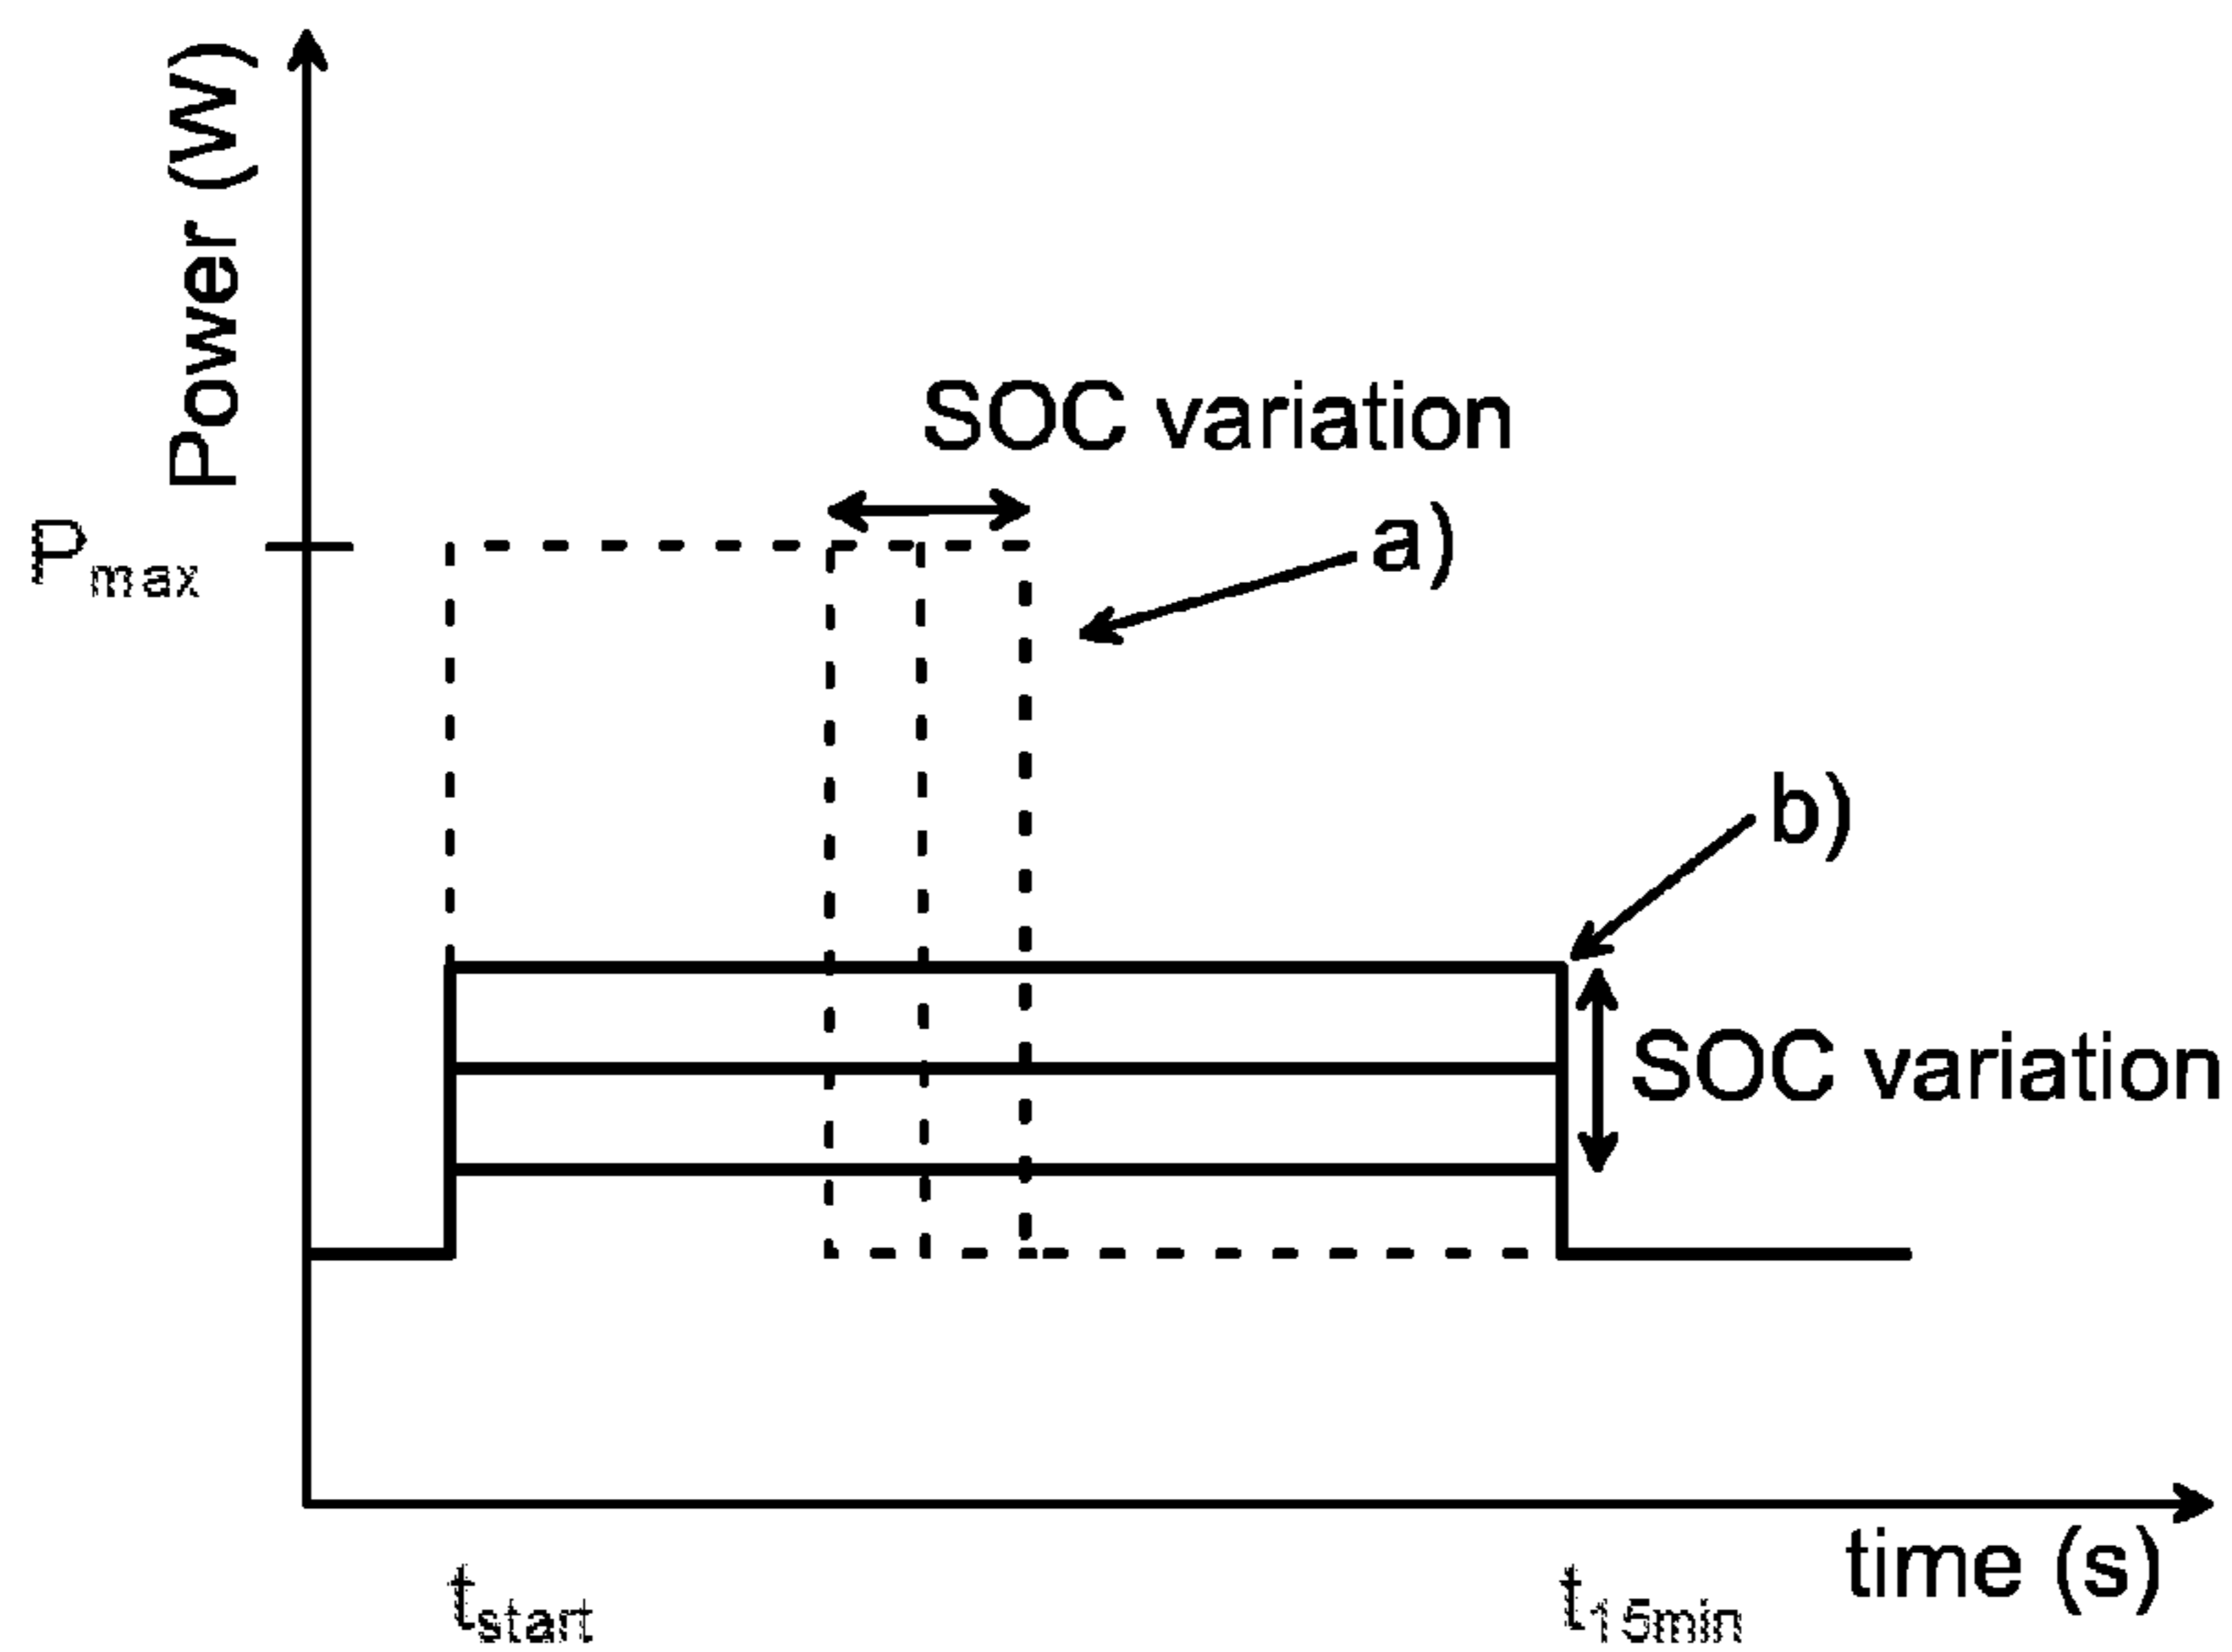 Power (W)
SOC variation
Pmax
a)
b)
SOC variation
time (s)
tstart
t15min